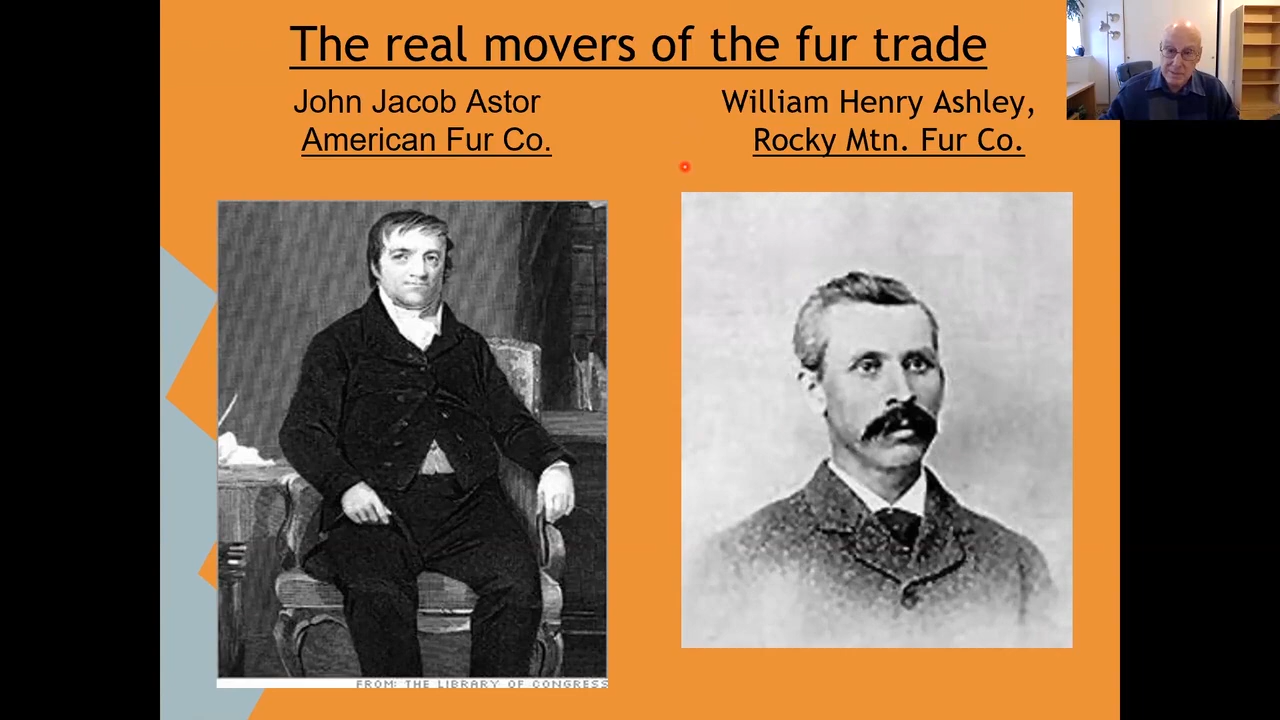 The real movers of the fur trade
John Jacob Astor
American Fur Co.
William Henry Ashley,
Rocky Mtn. Fur Co.
FROM: THE LIBRARY OF CONGRESS